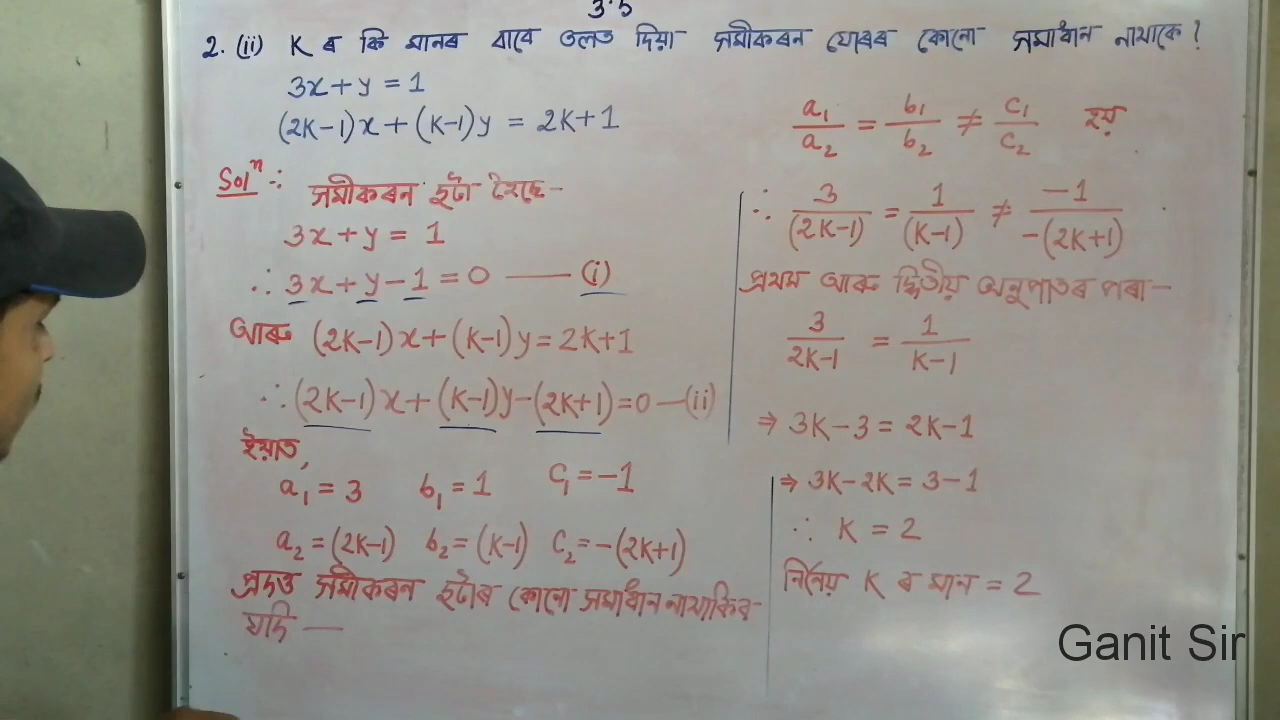 3.5
2. (ii) K ৰ কি মানৰ বাবে তলত দিয়া সমীকৰন যোৰৰ কোনো সমাধান নাথাকে?
3x + y = 1
(2K-1)x + (K-1)y = 2K+1
Solⁿ ∴ সমীকৰন দুটা হৈছে -
3x + y = 1
∴ 3x + y - 1 = 0 —— (i)
আৰু (2K-1)x + (K-1)y = 2K+1
∴ (2K-1)x + (K-1)y - (2K+1) = 0 — (ii)
ইয়াত,
a₁ = 3 b₁ = 1 C₁ = -1
a₂ = (2K-1) b₂ = (K-1) C₂ = -(2K+1)
প্ৰদত্ত সমীকৰন দুটাৰ কোনো সমাধান নাথাকিব-
যদি —
a₁/a₂ = b₁/b₂ ≠ c₁/c₂ হয়
∴ 3/(2K-1) = 1/(K-1) ≠ -1/-(2K+1)
প্ৰথম আৰু দ্বিতীয় অনুপাতৰ পৰা -
3/2K-1 = 1/K-1
⇒ 3K - 3 = 2K - 1
⇒ 3K - 2K = 3 - 1
∴ K = 2
নিৰ্নেয় K ৰ মান = 2
Ganit Sir